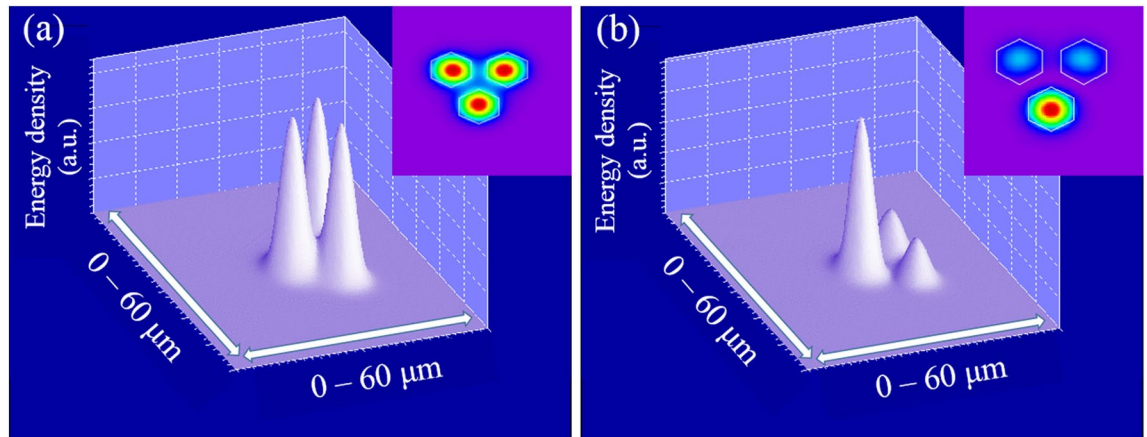 (a)
Energy density
(a.u.)
0 – 60 μm
0 – 60 μm
(b)
Energy density
(a.u.)
0 – 60 μm
0 – 60 μm